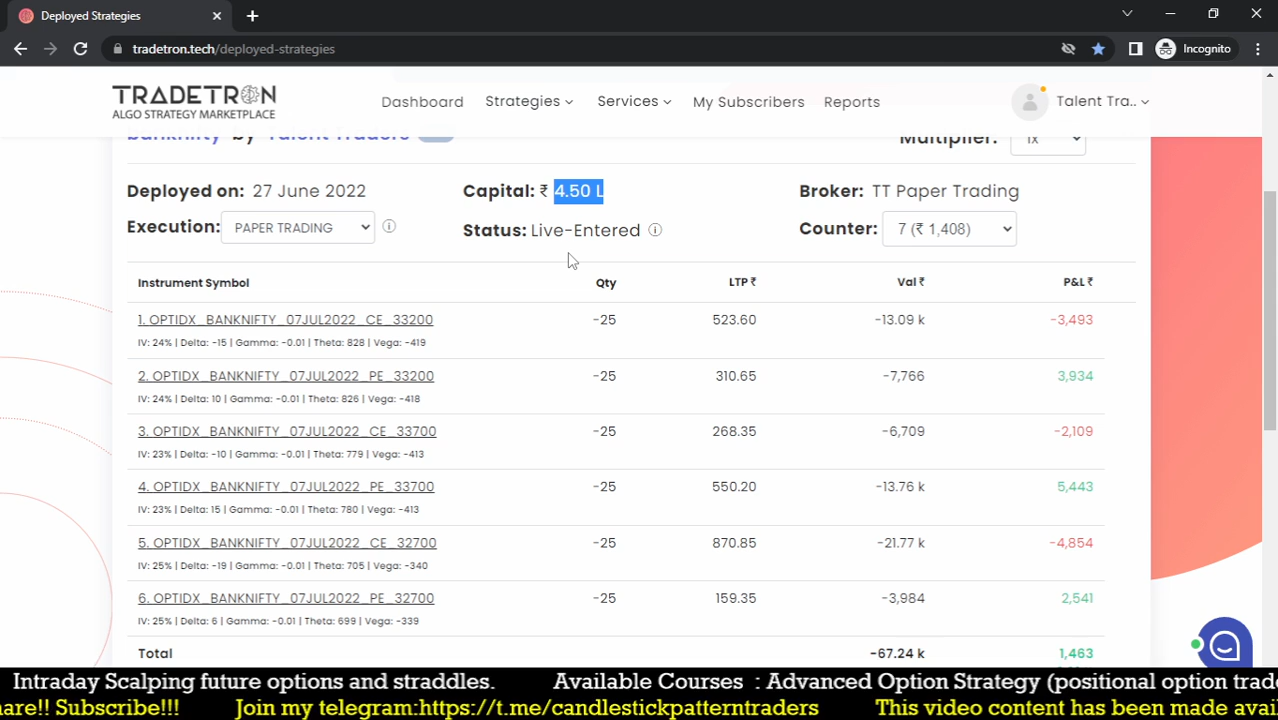 Deployed Strategies
tradetron.tech/deployed-strategies
Incognito
TRADETRON
ALGO STRATEGY MARKETPLACE
Dashboard
Strategies
Services
My Subscribers
Reports
Talent Tra..
banknifty by Talent Traders
Multiplier: 1x
Deployed on: 27 June 2022
Capital: ₹ 4.50 L
Broker: TT Paper Trading
Execution: PAPER TRADING
Status: Live-Entered
Counter: 7 (₹ 1,408)
Instrument Symbol Qty LTP ₹ Val ₹ P&L ₹
1. OPTIDX_BANKNIFTY_07JUL2022_CE_33200 -25 523.60 -13.09 k -3,493
IV: 24% | Delta: -15 | Gamma: -0.01 | Theta: 828 | Vega: -419
2. OPTIDX_BANKNIFTY_07JUL2022_PE_33200 -25 310.65 -7,766 3,934
IV: 24% | Delta: 10 | Gamma: -0.01 | Theta: 826 | Vega: -418
3. OPTIDX_BANKNIFTY_07JUL2022_CE_33700 -25 268.35 -6,709 -2,109
IV: 23% | Delta: -10 | Gamma: -0.01 | Theta: 779 | Vega: -413
4. OPTIDX_BANKNIFTY_07JUL2022_PE_33700 -25 550.20 -13.76 k 5,443
IV: 23% | Delta: 15 | Gamma: -0.01 | Theta: 780 | Vega: -413
5. OPTIDX_BANKNIFTY_07JUL2022_CE_32700 -25 870.85 -21.77 k -4,854
IV: 25% | Delta: -19 | Gamma: -0.01 | Theta: 705 | Vega: -340
6. OPTIDX_BANKNIFTY_07JUL2022_PE_32700 -25 159.35 -3,984 2,541
IV: 25% | Delta: 6 | Gamma: -0.01 | Theta: 699 | Vega: -339
Total -67.24 k 1,463
Intraday Scalping future options and straddles. Available Courses : Advanced Option Strategy (positional option trade
are!! Subscribe!!! Join my telegram:https://t.me/candlestickpatterntraders This video content has been made avai